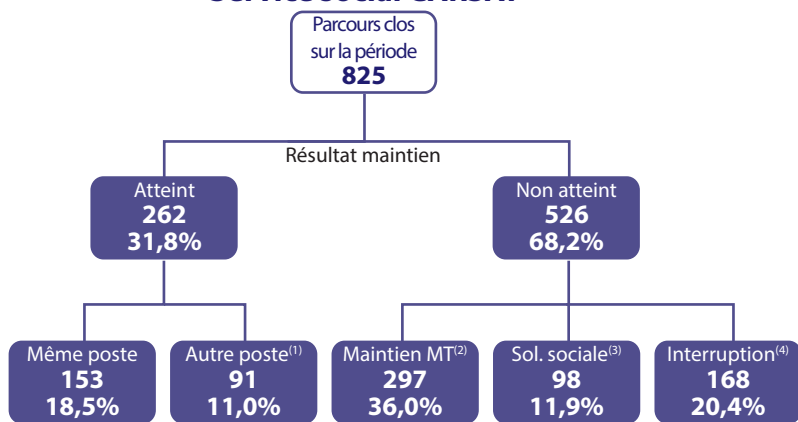 Parcours clos
sur la période
825
Résultat maintien
Atteint
262
31,8%
Non atteint
526
68,2%
Même poste
153
18,5%
Autre poste(1)
91
11,0%
Maintien MT(2)
297
36,0%
Sol. sociale(3)
98
11,9%
Interruption(4)
168
20,4%